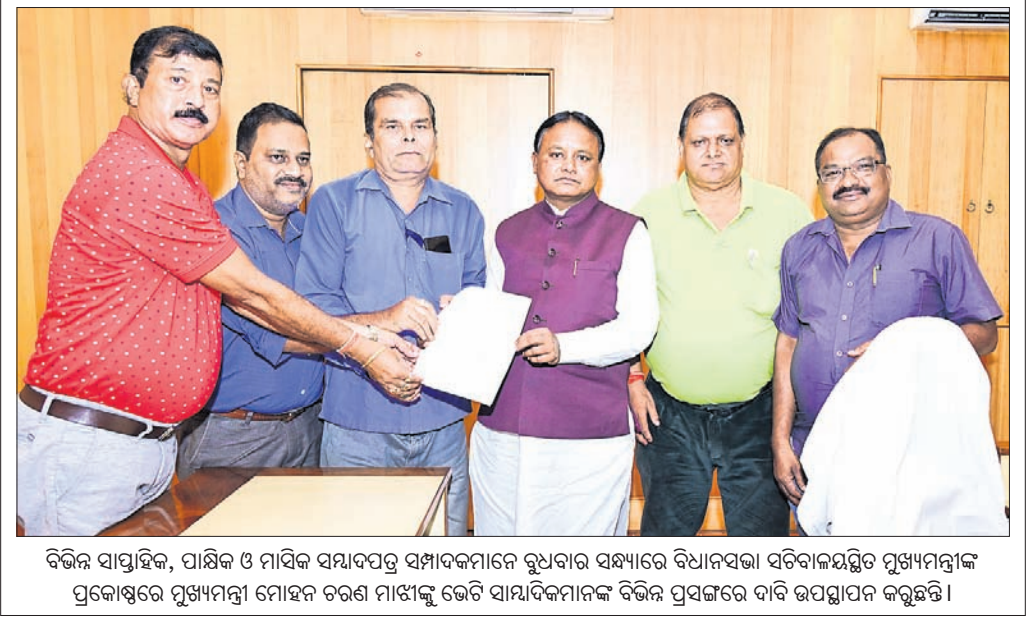 ବିଭିନ୍ନ ସାପ୍ତାହିକ, ପାକ୍ଷିକ ଓ ମାସିକ ସମ୍ବାଦପତ୍ର ସମ୍ପାଦକମାନେ ବୁଧବାର ସନ୍ଧ୍ୟାରେ ବିଧାନସଭା ସଚିବାଳୟସ୍ଥିତ ମୁଖ୍ୟମନ୍ତ୍ରୀଙ୍କ
ପ୍ରକୋଷ୍ଠରେ ମୁଖ୍ୟମନ୍ତ୍ରୀ ମୋହନ ଚରଣ ମାଝୀଙ୍କୁ ଭେଟି ସାମ୍ବାଦିକମାନଙ୍କ ବିଭିନ୍ନ ପ୍ରସଙ୍ଗରେ ଦାବି ଉପସ୍ଥାପନ କରୁଛନ୍ତି।